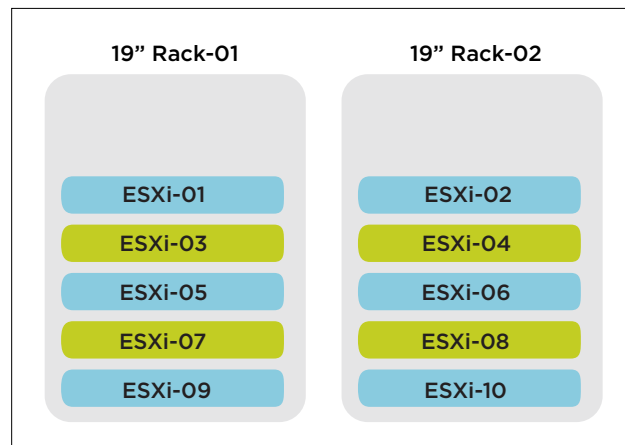 19” Rack-01
ESXi-01
ESXi-03
ESXi-05
ESXi-07
ESXi-09
19” Rack-02
ESXi-02
ESXi-04
ESXi-06
ESXi-08
ESXi-10